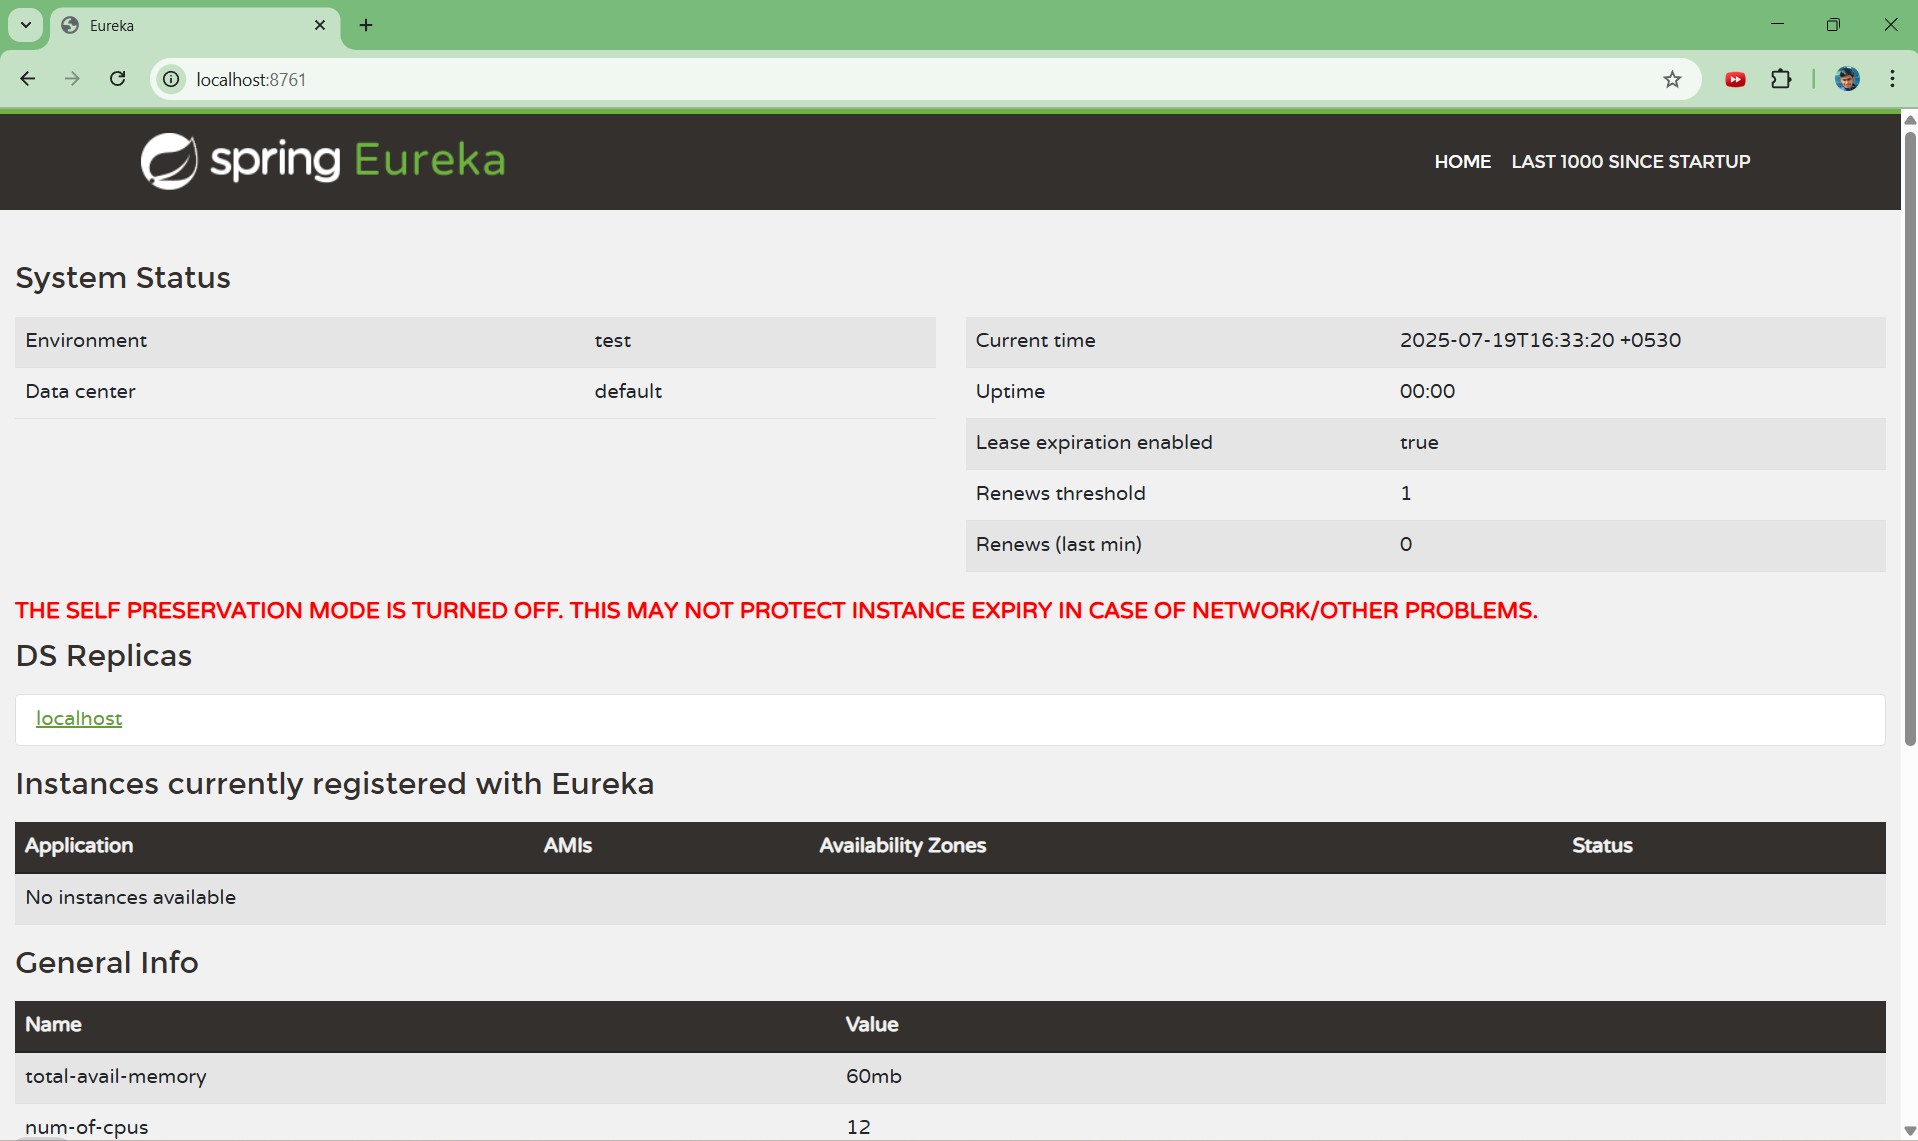 Eureka
localhost:8761
spring Eureka
HOME LAST 1000 SINCE STARTUP
System Status
Environment test
Data center default
Current time 2025-07-19T16:33:20 +0530
Uptime 00:00
Lease expiration enabled true
Renews threshold 1
Renews (last min) 0
THE SELF PRESERVATION MODE IS TURNED OFF. THIS MAY NOT PROTECT INSTANCE EXPIRY IN CASE OF NETWORK/OTHER PROBLEMS.
DS Replicas
localhost
Instances currently registered with Eureka
Application AMIs Availability Zones Status
No instances available
General Info
Name Value
total-avail-memory 60mb
num-of-cpus 12